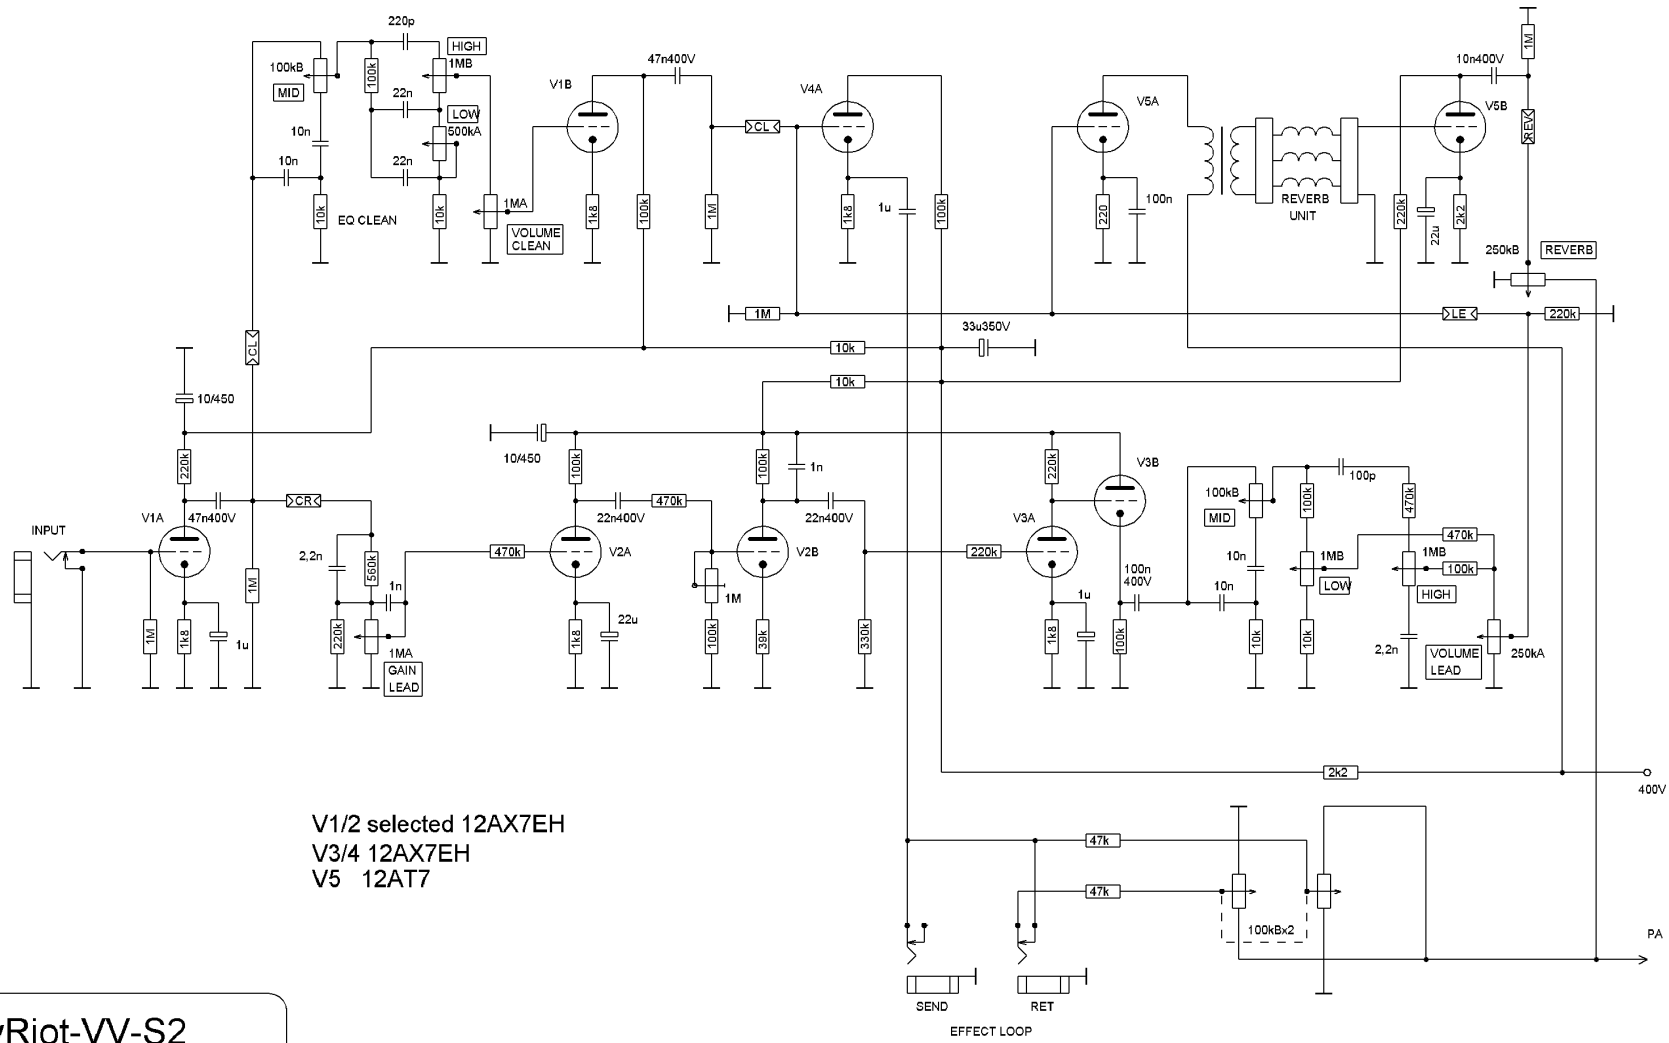 220p
HIGH
100kB
MID
100k
1MB
22n
LOW
500kA
10n
10n
22n
10k
EQ CLEAN
10k
1MA
VOLUME
CLEAN
V1B
1k8
100k
47n400V
1M
CL
V4A
1k8
1u
100k
V5A
220
100n
REVERB
UNIT
220k
10n400V
1M
V5B
REV
22u
2k2
250kB
REVERB
1M
LE
220k
33u350V
10k
10k
CL
10/450
220k
47n400V
CR
V1A
INPUT
1M
1k8
1u
1M
2,2n
560k
1n
220k
1MA
GAIN
LEAD
10/450
100k
22n400V
470k
470k
V2A
1k8
22u
1M
100k
100k
1n
22n400V
V2B
39k
330k
220k
220k
V3A
1k8
1u
V3B
100n
400V
100k
100kB
MID
10n
10n
10k
100k
100p
470k
1MB
LOW
10k
1MB
HIGH
470k
100k
2,2n
VOLUME
LEAD
250kA
2k2
400V
V1/2 selected 12AX7EH
V3/4 12AX7EH
V5 12AT7
47k
47k
100kBx2
PA
SEND
RET
EFFECT LOOP
Riot-VV-S2